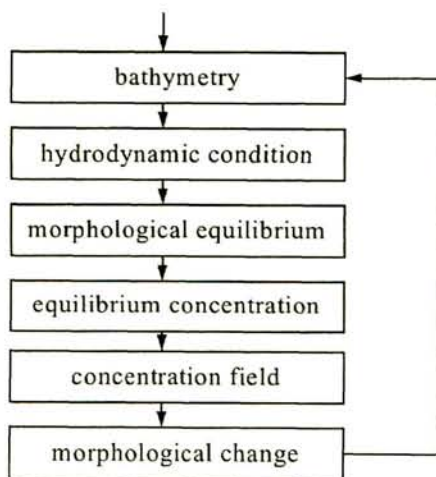 bathymetry
hydrodynamic condition
morphological equilibrium
equilibrium concentration
concentration field
morphological change